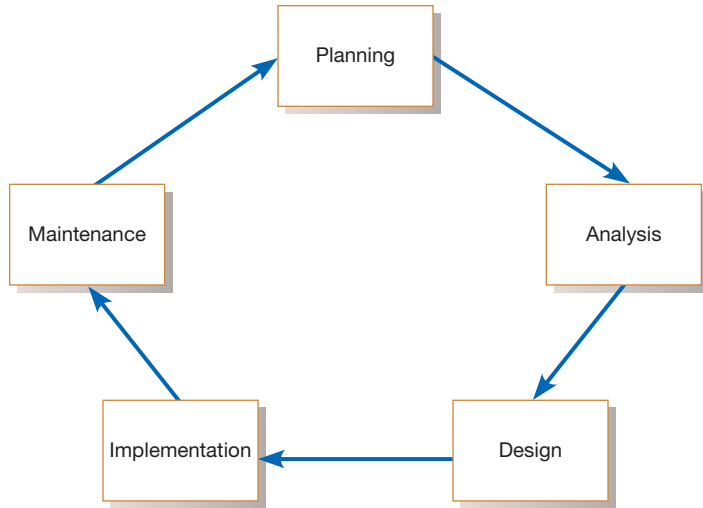 Planning
Analysis
Design
Implementation
Maintenance